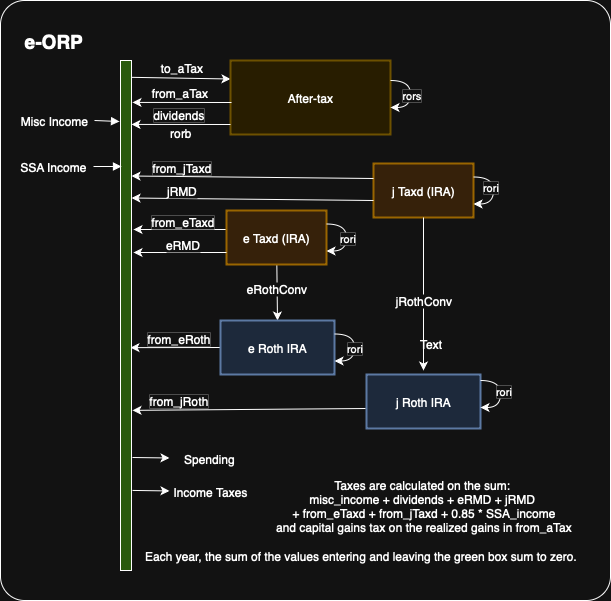 e-ORP
to_aTax
from_aTax
After-tax
rors
dividends
rorb
Misc Income
SSA Income
from_jTaxd
jRMD
j Taxd (IRA)
rori
from_eTaxd
eRMD
e Taxd (IRA)
rori
eRothConv
jRothConv
from_eRoth
e Roth IRA
rori
Text
from_jRoth
j Roth IRA
rori
Spending
Income Taxes
Taxes are calculated on the sum:
misc_income + dividends + eRMD + jRMD
+ from_eTaxd + from_jTaxd + 0.85 * SSA_income
and capital gains tax on the realized gains in from_aTax
Each year, the sum of the values entering and leaving the green box sum to zero.